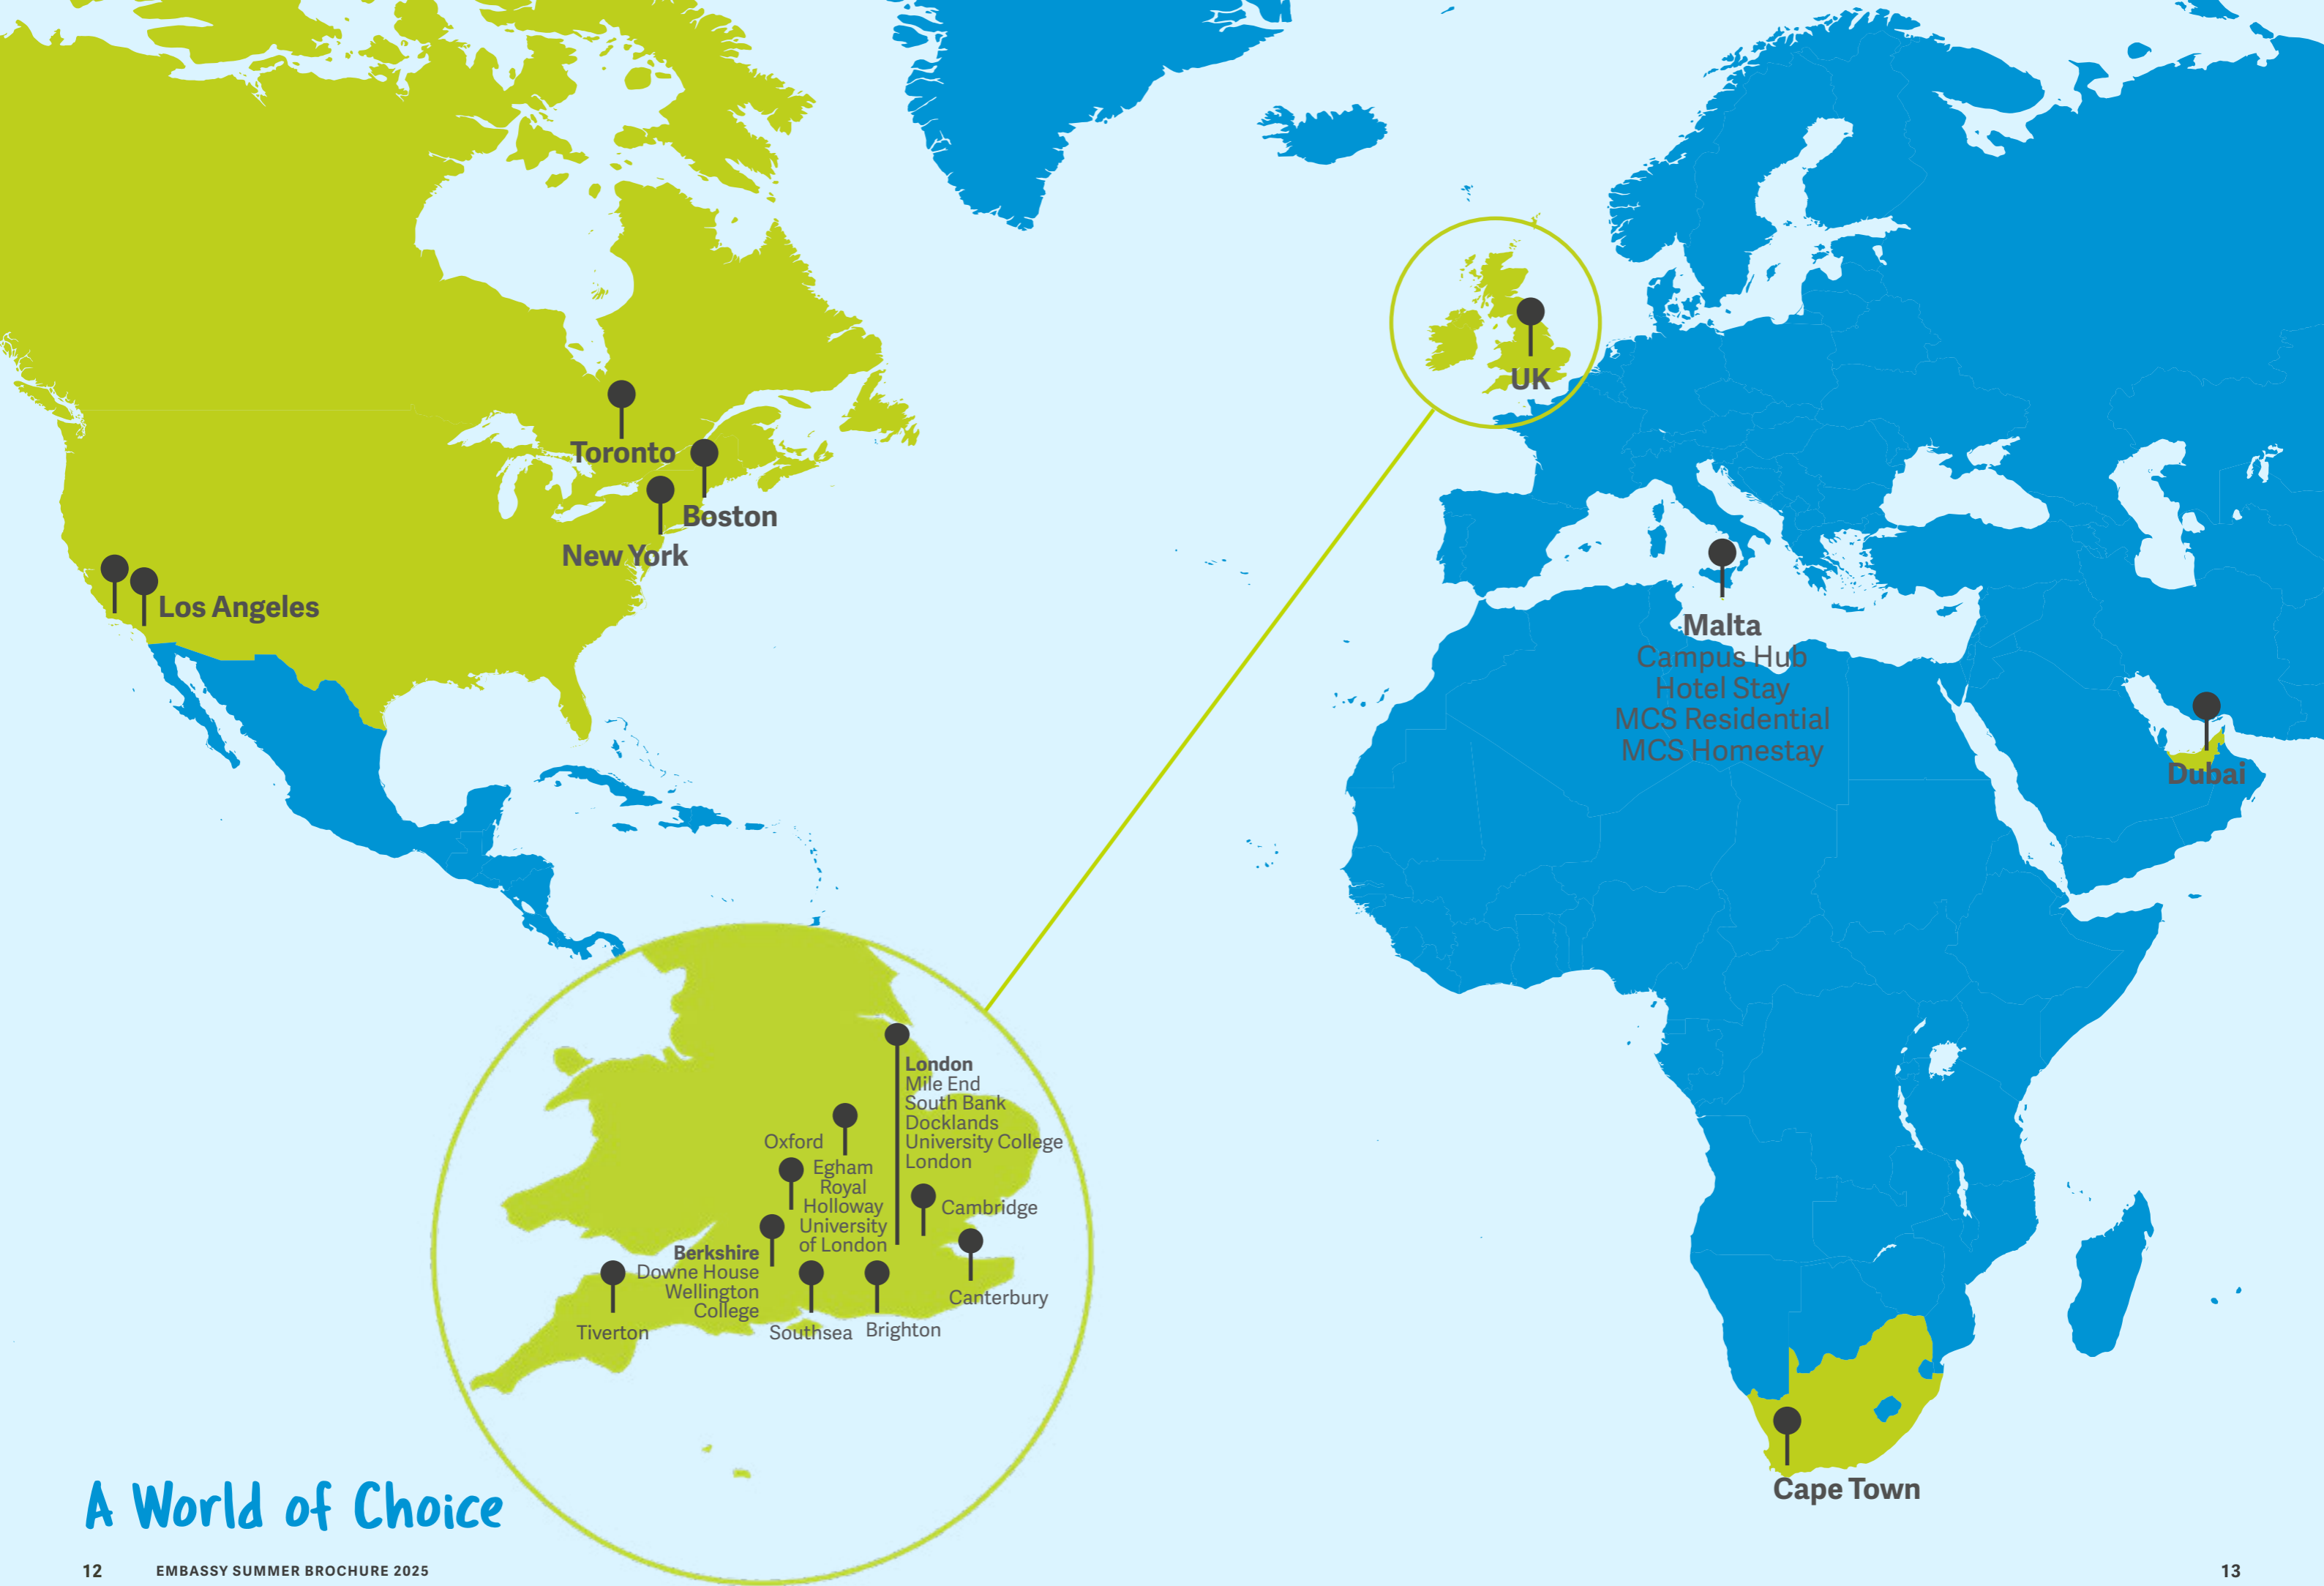 UK
Toronto
Boston
New York
Los Angeles
Malta
Campus Hub
Hotel Stay
MCS Residential
MCS Homestay
Dubai
London
Mile End
South Bank
Docklands
University College
London
Oxford
Egham
Royal
Holloway
University
of London
Cambridge
Berkshire
Downe House
Wellington
College
Canterbury
Tiverton
Southsea
Brighton
Cape Town
A World of Choice
12
EMBASSY SUMMER BROCHURE 2025
13